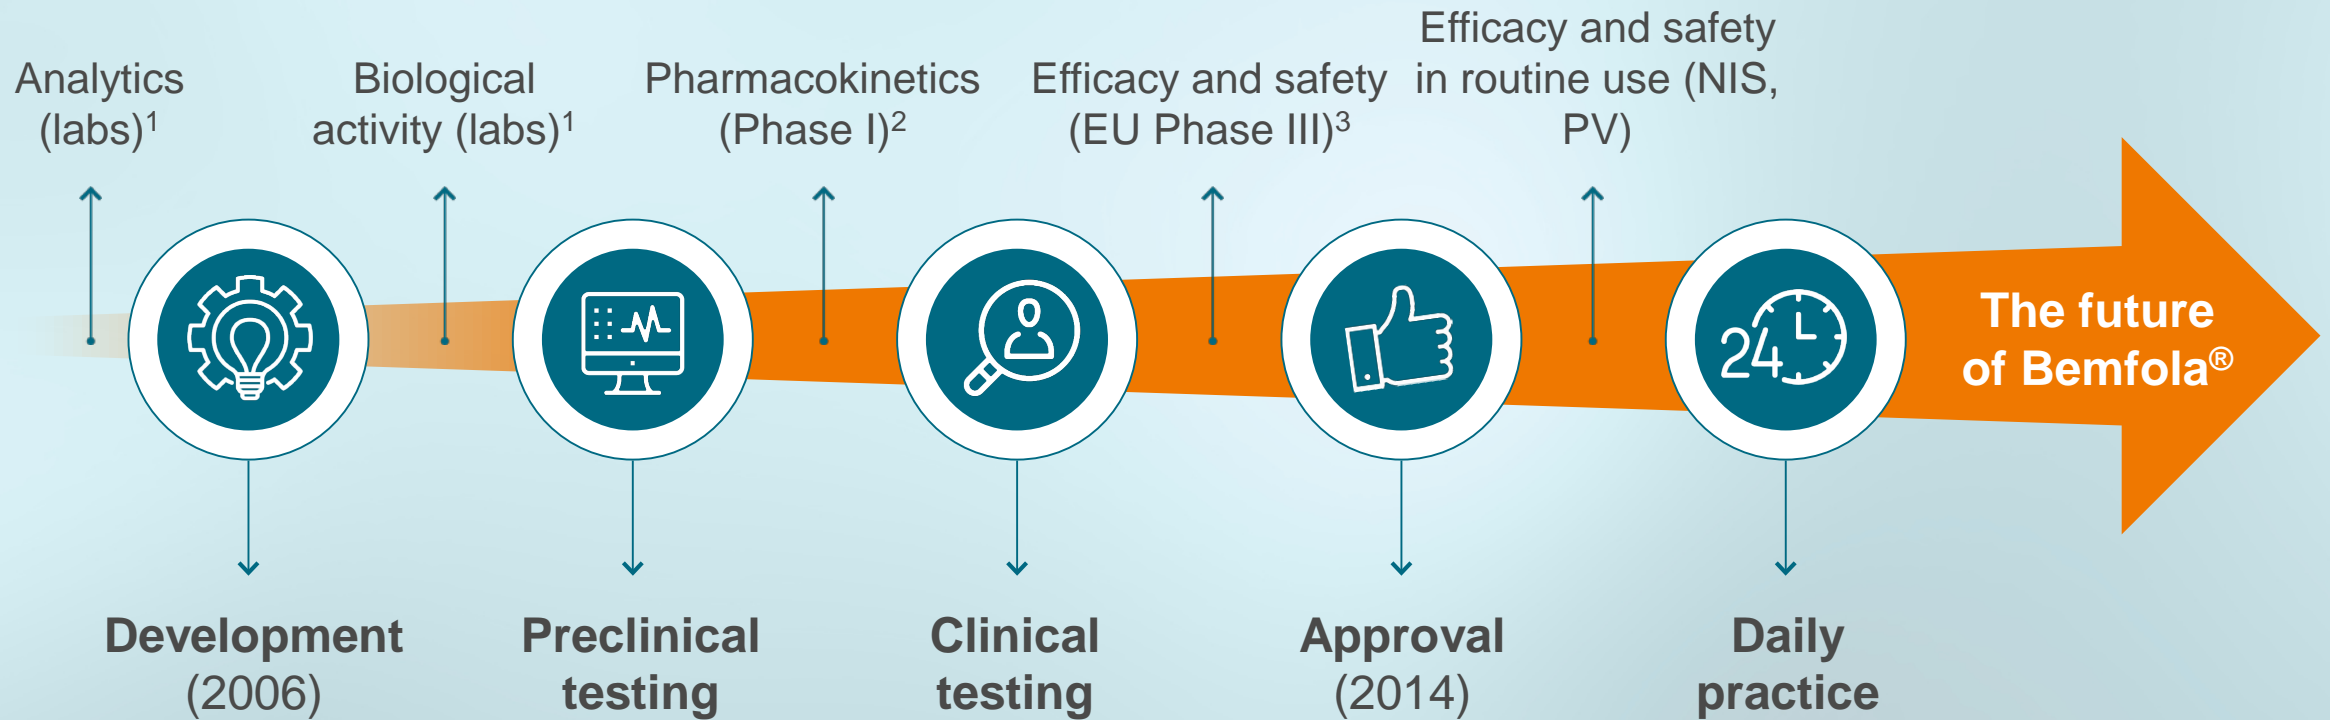 Analytics
(labs)¹
Biological
activity (labs)¹
Pharmacokinetics
(Phase I)²
Efficacy and safety
(EU Phase III)³
Efficacy and safety
in routine use (NIS,
PV)
24
The future
of Bemfola®
Development
(2006)
Preclinical
testing
Clinical
testing
Approval
(2014)
Daily
practice